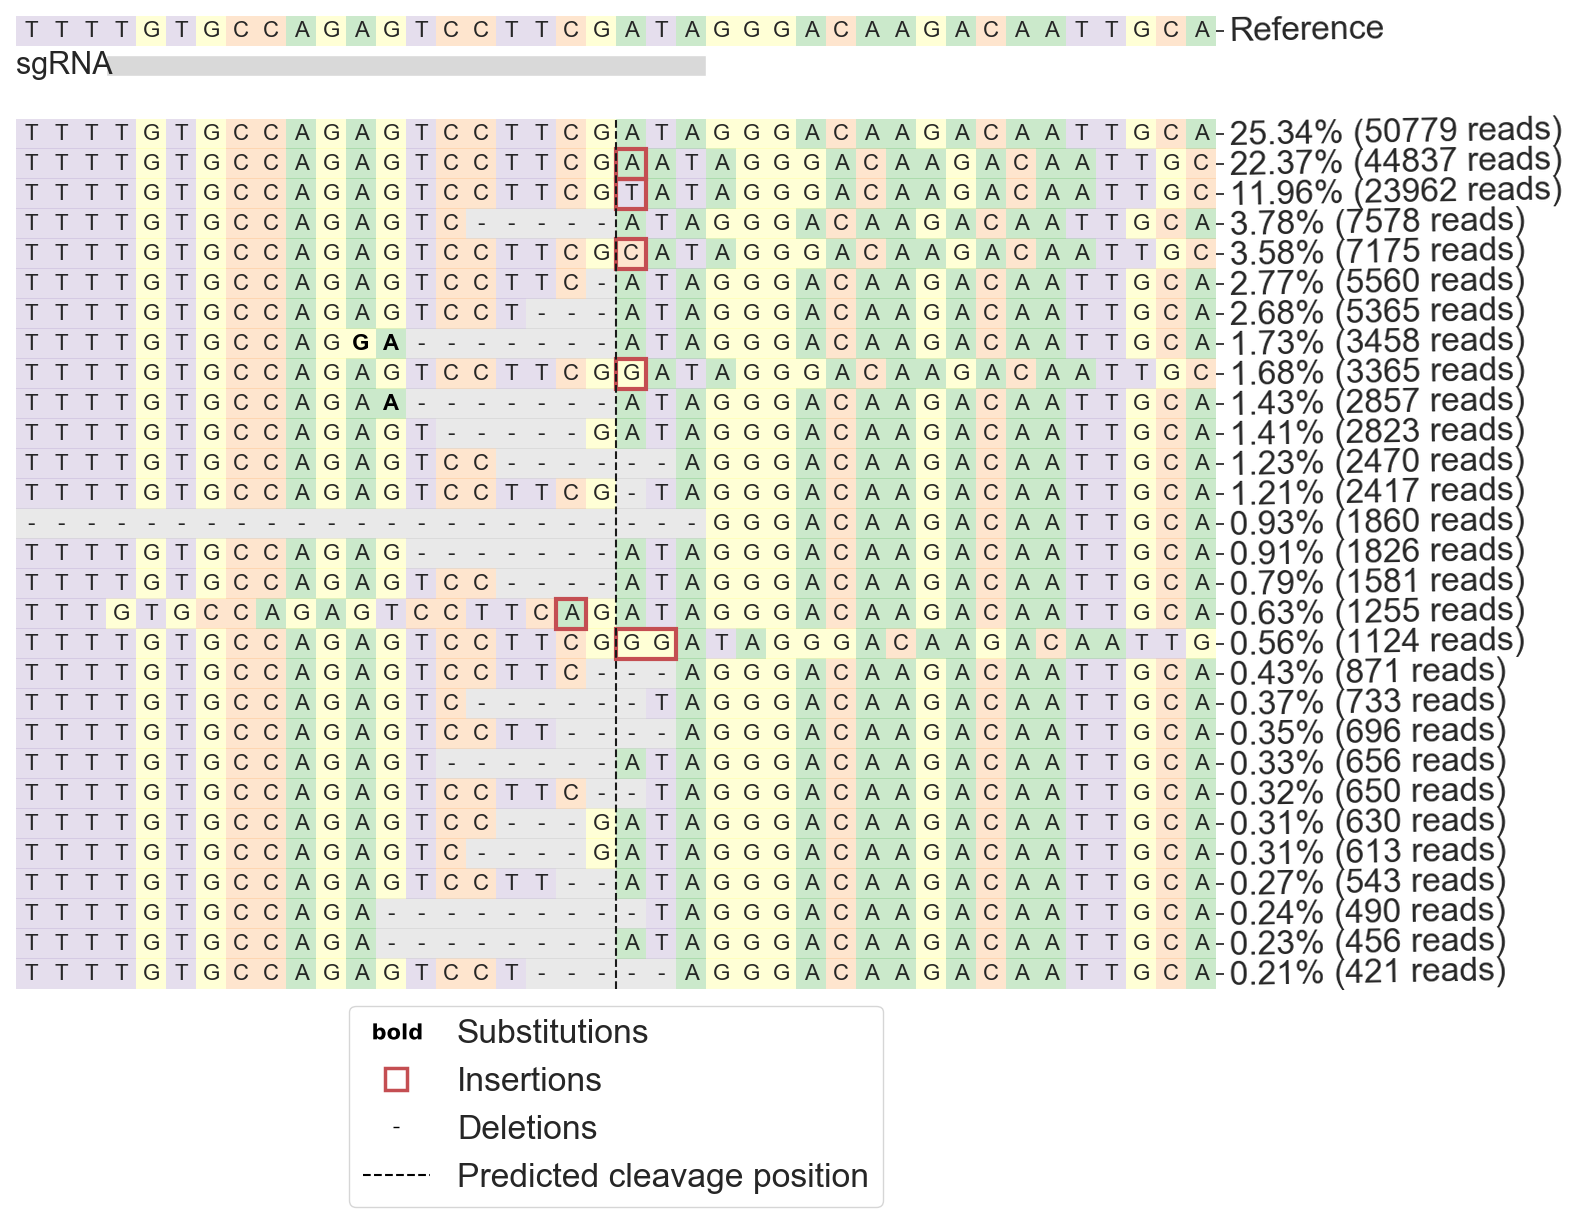 T T T T G T G C C A G A G T C C T T C G A T A G G G A C A A G A C A A T T G C A Reference
sgRNA
T T T T G T G C C A G A G T C C T T C G A T A G G G A C A A G A C A A T T G C A 25.34% (50779 reads)
T T T T G T G C C A G A G T C C T T C G A A T A G G G A C A A G A C A A T T G C 22.37% (44837 reads)
T T T T G T G C C A G A G T C C T T C G T A T A G G G A C A A G A C A A T T G C 11.96% (23962 reads)
T T T T G T G C C A G A G T C - - - - - A T A G G G A C A A G A C A A T T G C A 3.78% (7578 reads)
T T T T G T G C C A G A G T C C T T C G C A T A G G G A C A A G A C A A T T G C 3.58% (7175 reads)
T T T T G T G C C A G A G T C C T T C - A T A G G G A C A A G A C A A T T G C A 2.77% (5560 reads)
T T T T G T G C C A G A G T C C T - - - A T A G G G A C A A G A C A A T T G C A 2.68% (5365 reads)
T T T T G T G C C A G G A - - - - - - - A T A G G G A C A A G A C A A T T G C A 1.73% (3458 reads)
T T T T G T G C C A G A G T C C T T C G G A T A G G G A C A A G A C A A T T G C 1.68% (3365 reads)
T T T T G T G C C A G A A - - - - - - - A T A G G G A C A A G A C A A T T G C A 1.43% (2857 reads)
T T T T G T G C C A G A G T - - - - - G A T A G G G A C A A G A C A A T T G C A 1.41% (2823 reads)
T T T T G T G C C A G A G T C C - - - - - - A G G G A C A A G A C A A T T G C A 1.23% (2470 reads)
T T T T G T G C C A G A G T C C T T C G - T A G G G A C A A G A C A A T T G C A 1.21% (2417 reads)
- - - - - - - - - - - - - - - - - - - - - - - G G G A C A A G A C A A T T G C A 0.93% (1860 reads)
T T T T G T G C C A G A G - - - - - - - A T A G G G A C A A G A C A A T T G C A 0.91% (1826 reads)
T T T T G T G C C A G A G T C C - - - - A T A G G G A C A A G A C A A T T G C A 0.79% (1581 reads)
T T T G T G C C A G A G T C C T T C A G A T A G G G A C A A G A C A A T T G C A 0.63% (1255 reads)
T T T T G T G C C A G A G T C C T T C G G G A T A G G G A C A A G A C A A T T G 0.56% (1124 reads)
T T T T G T G C C A G A G T C C T T C - - - A G G G A C A A G A C A A T T G C A 0.43% (871 reads)
T T T T G T G C C A G A G T C - - - - - - T A G G G A C A A G A C A A T T G C A 0.37% (733 reads)
T T T T G T G C C A G A G T C C T T - - - - A G G G A C A A G A C A A T T G C A 0.35% (696 reads)
T T T T G T G C C A G A G T - - - - - - A T A G G G A C A A G A C A A T T G C A 0.33% (656 reads)
T T T T G T G C C A G A G T C C T T C - - T A G G G A C A A G A C A A T T G C A 0.32% (650 reads)
T T T T G T G C C A G A G T C C - - - G A T A G G G A C A A G A C A A T T G C A 0.31% (630 reads)
T T T T G T G C C A G A G T C - - - - G A T A G G G A C A A G A C A A T T G C A 0.31% (613 reads)
T T T T G T G C C A G A G T C C T T - - A T A G G G A C A A G A C A A T T G C A 0.27% (543 reads)
T T T T G T G C C A G A - - - - - - - - - T A G G G A C A A G A C A A T T G C A 0.24% (490 reads)
T T T T G T G C C A G A - - - - - - - - A T A G G G A C A A G A C A A T T G C A 0.23% (456 reads)
T T T T G T G C C A G A G T C C T - - - - - A G G G A C A A G A C A A T T G C A 0.21% (421 reads)
bold Substitutions
Insertions
- Deletions
Predicted cleavage position